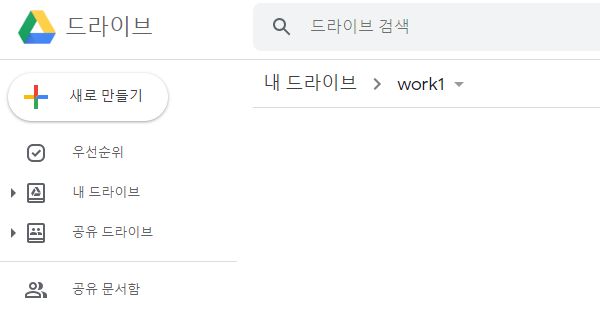 드라이브
드라이브 검색
새로 만들기
내 드라이브
work1
우선순위
내 드라이브
공유 드라이브
공유 문서함